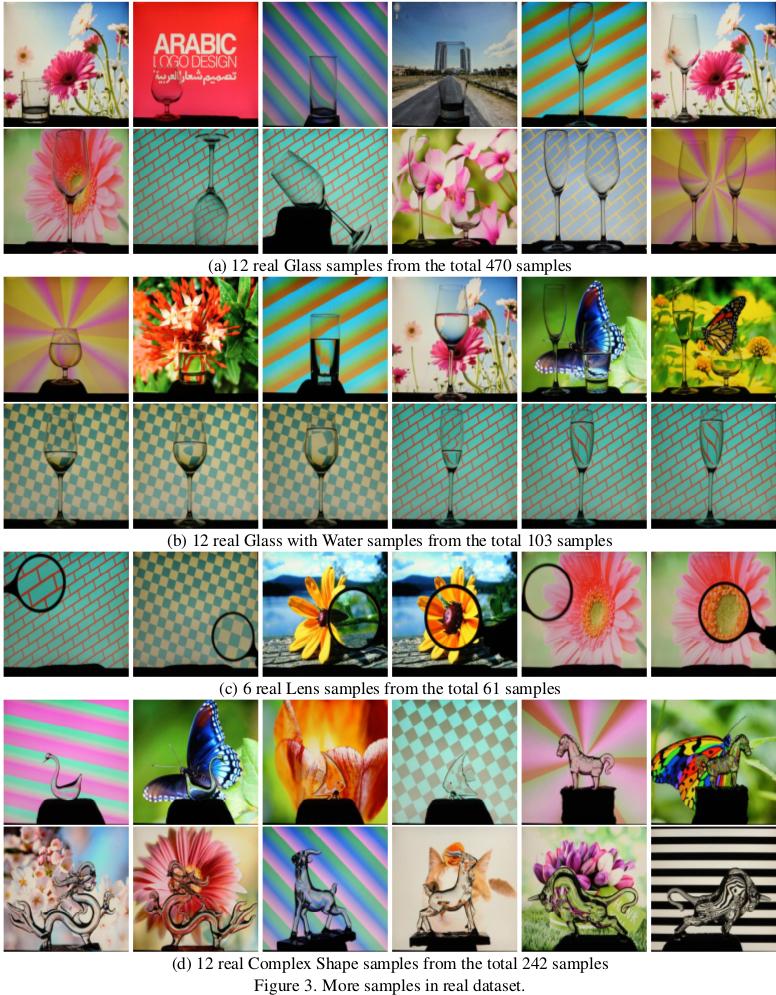 ARABIC
LOGO DESIGN
تصميم شعار العربية
(a) 12 real Glass samples from the total 470 samples
(b) 12 real Glass with Water samples from the total 103 samples
(c) 6 real Lens samples from the total 61 samples
(d) 12 real Complex Shape samples from the total 242 samples
Figure 3. More samples in real dataset.